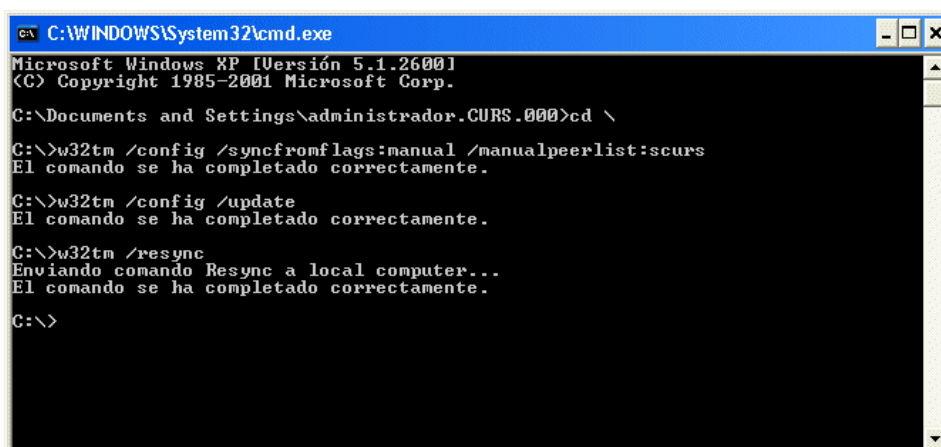 C:\WINDOWS\System32\cmd.exe
Microsoft Windows XP [Versión 5.1.2600]
(C) Copyright 1985-2001 Microsoft Corp.
C:\Documents and Settings\administrador.CURS.000>cd \
C:\>w32tm /config /syncfromflags:manual /manualpeerlist:scurs
El comando se ha completado correctamente.
C:\>w32tm /config /update
El comando se ha completado correctamente.
C:\>w32tm /resync
Enviando comando Resync a local computer...
El comando se ha completado correctamente.
C:\>